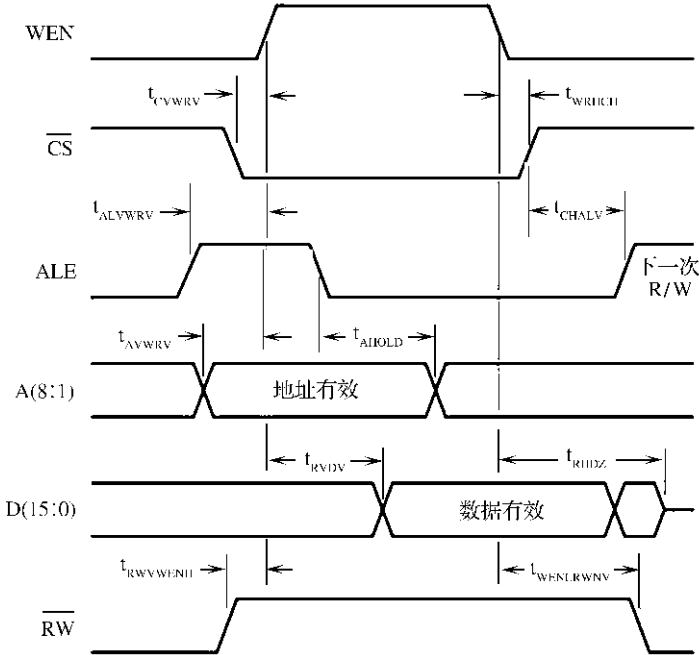 WEN
tCVWRV
tWRHCH
CS
tALVWRV
tCHALV
ALE
下一次
R/W
tAVWRV
tAHOLD
A(8:1)
地址有效
tRVDV
tRHDZ
D(15:0)
数据有效
tRWVWENH
tWENLRWNV
RW